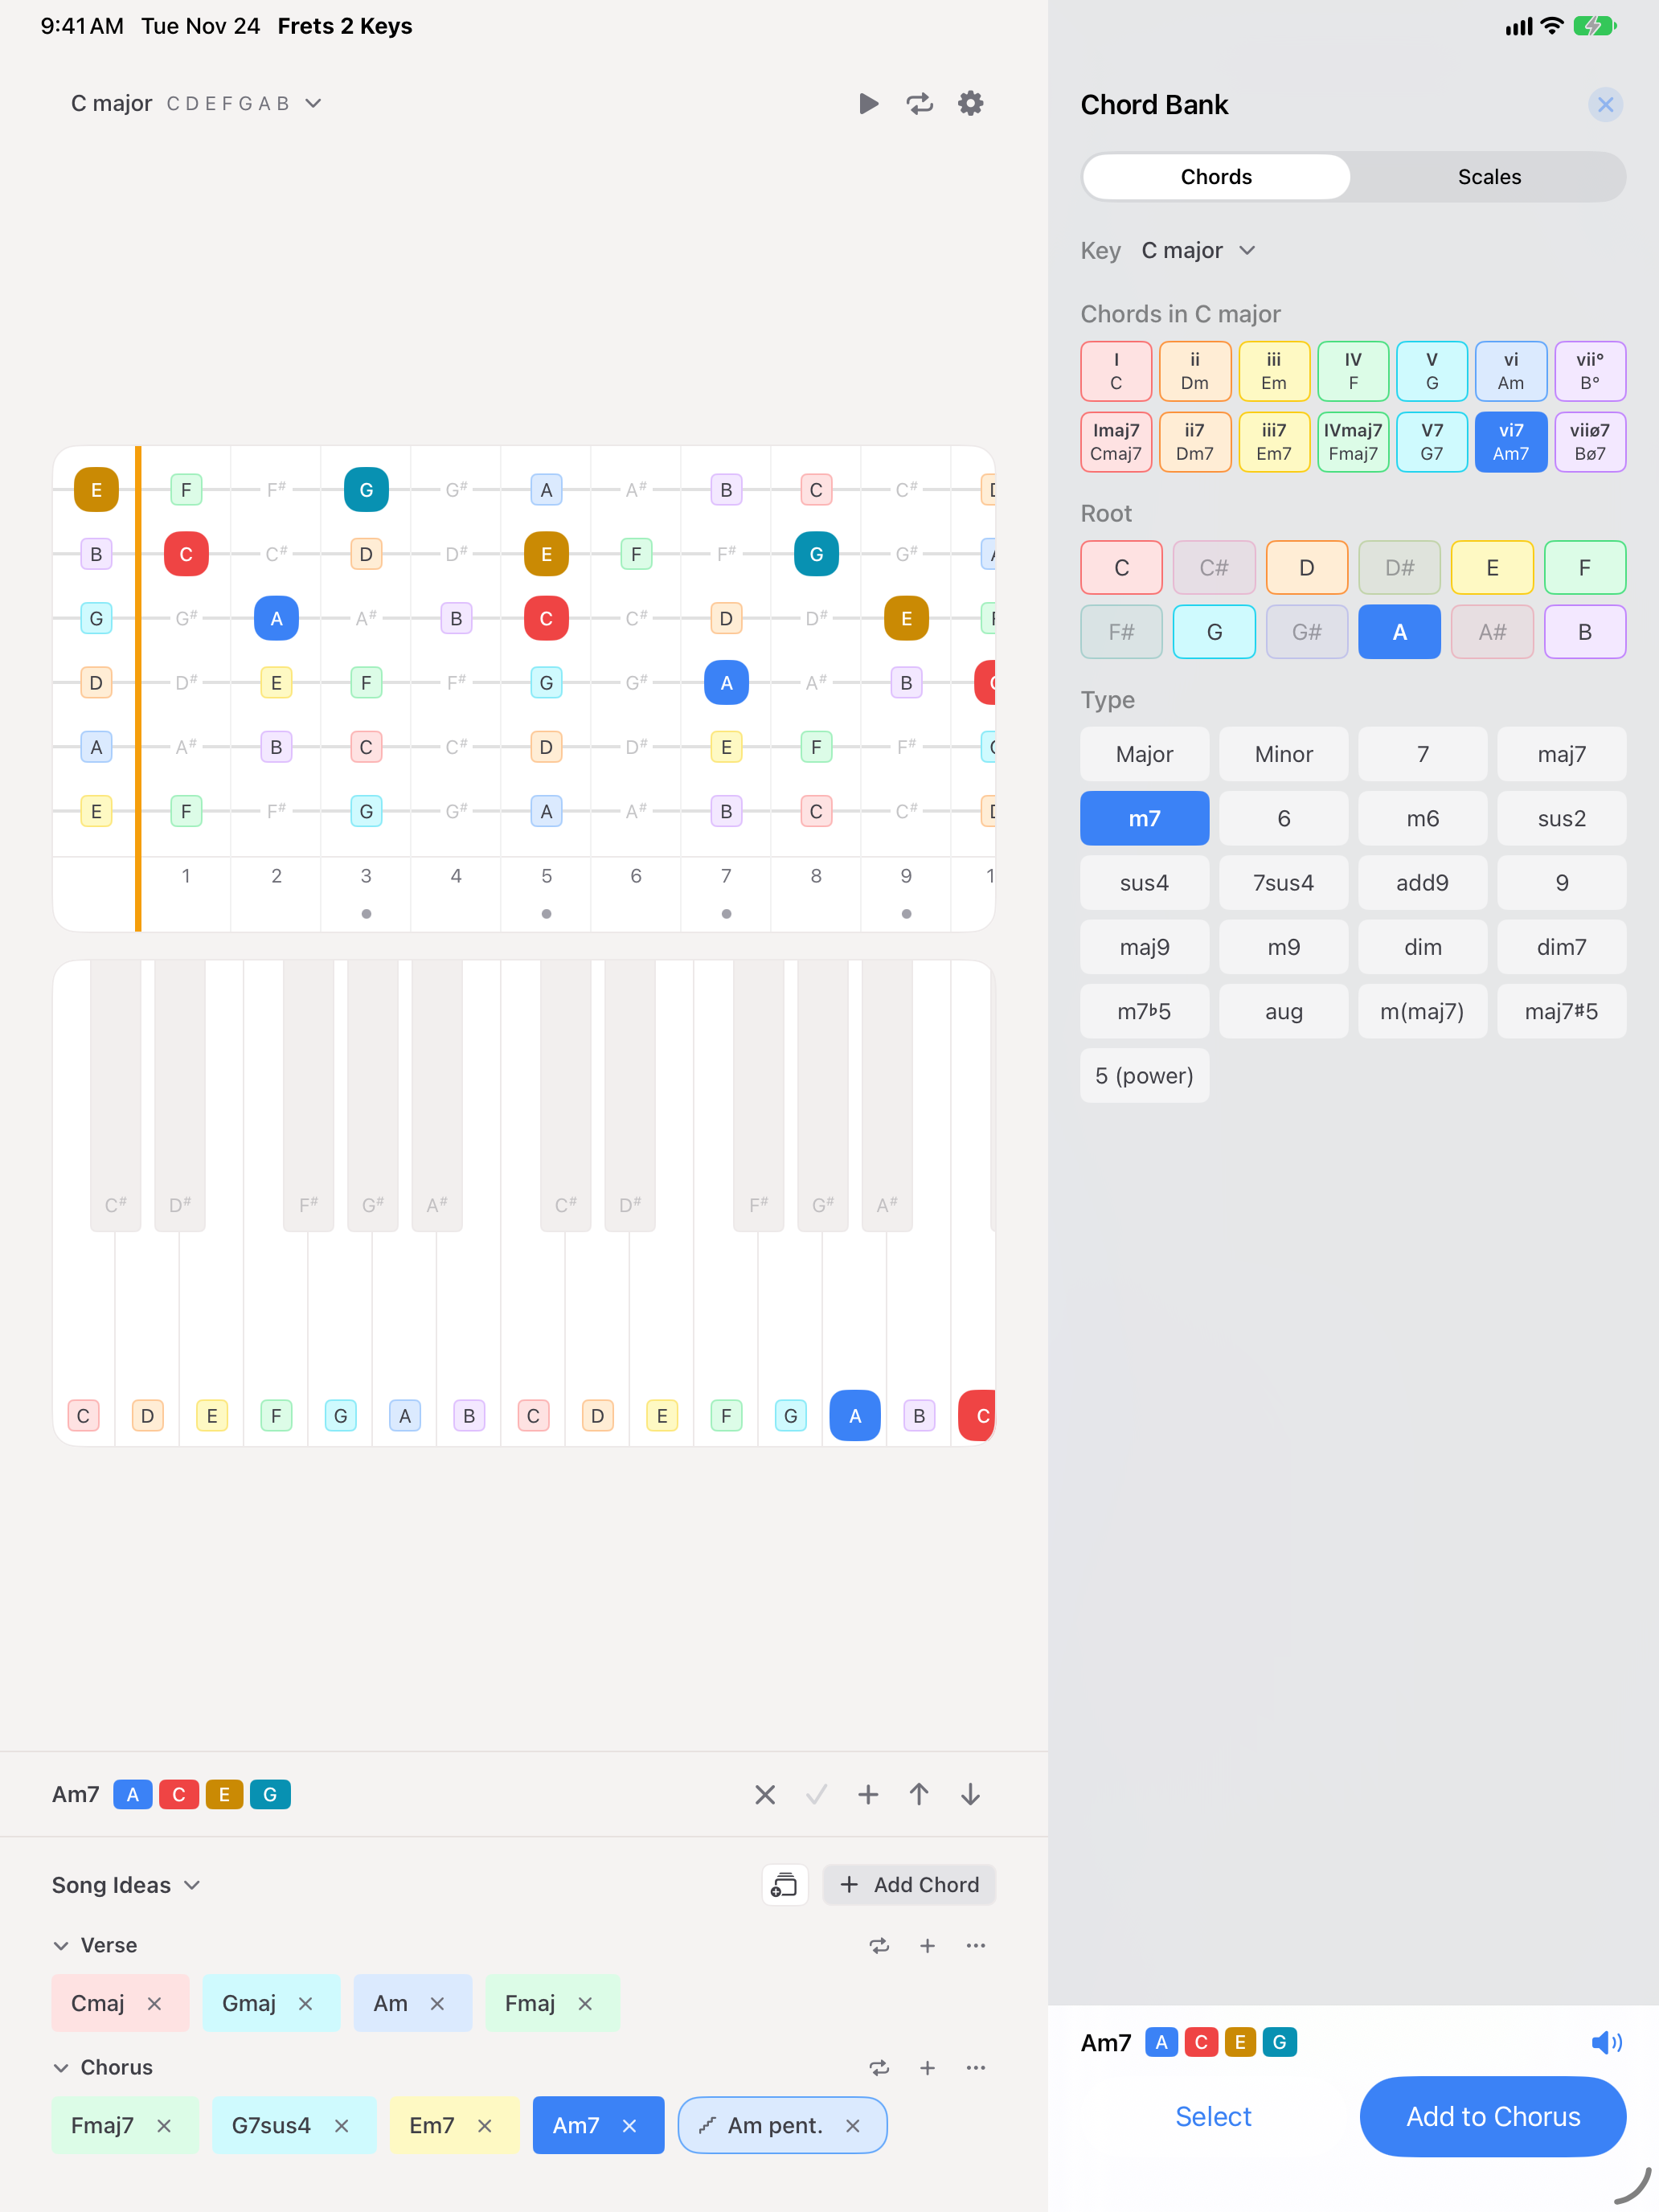 9:41 AM Tue Nov 24 Frets 2 Keys
C major C D E F G A B
E F F# G G# A A# B C C#
B C C# D D# E F F# G G#
G G# A A# B C C# D D# E
D D# E F F# G G# A A# B
A A# B C C# D D# E F F#
E F F# G G# A A# B C C#
1 2 3 4 5 6 7 8 9
C# D# F# G# A# C# D# F# G# A#
C D E F G A B C D E F G A B C
Am7 A C E G
Song Ideas
+ Add Chord
Verse
Cmaj × Gmaj × Am × Fmaj ×
Chorus
Fmaj7 × G7sus4 × Em7 × Am7 × Am pent. ×
Chord Bank
Chords Scales
Key C major
Chords in C major
I ii iii IV V vi vii°
C Dm Em F G Am B°
Imaj7 ii7 iii7 IVmaj7 V7 vi7 viiø7
Cmaj7 Dm7 Em7 Fmaj7 G7 Am7 Bø7
Root
C C# D D# E F
F# G G# A A# B
Type
Major Minor 7 maj7
m7 6 m6 sus2
sus4 7sus4 add9 9
maj9 m9 dim dim7
m7♭5 aug m(maj7) maj7♯5
5 (power)
Am7 A C E G
Select Add to Chorus